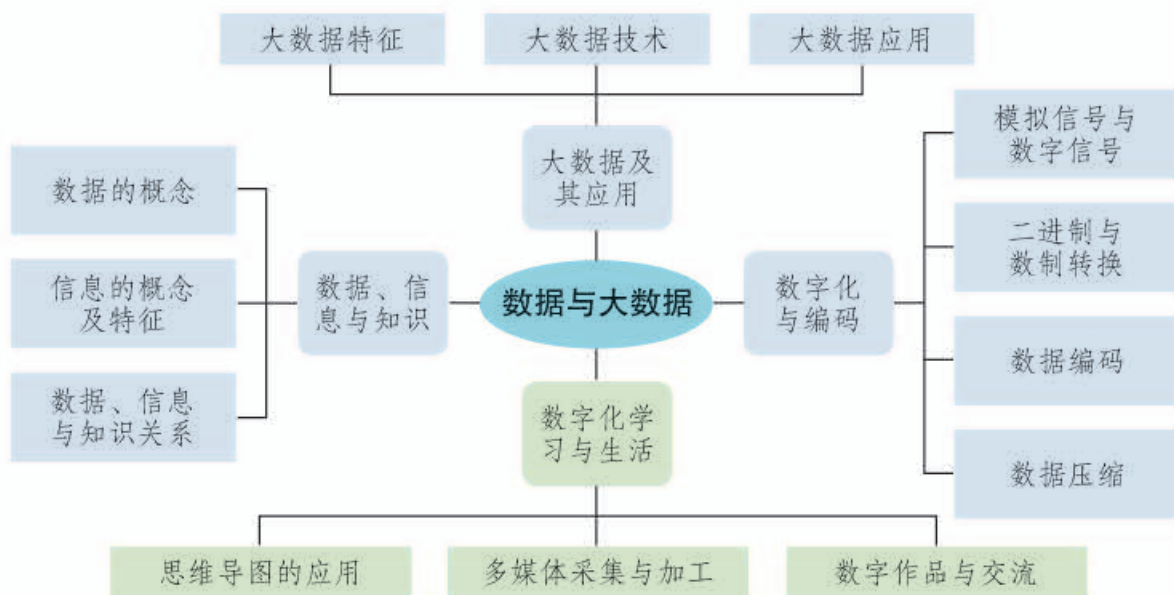 大数据特征
大数据技术
大数据应用
大数据及
其应用
模拟信号与
数字信号
数据的概念
二进制与
数制转换
信息的概念
及特征
数据、信
息与知识
数据与大数据
数字化
与编码
数据编码
数据、信息
与知识关系
数字化学
习与生活
数据压缩
思维导图的应用
多媒体采集与加工
数字作品与交流